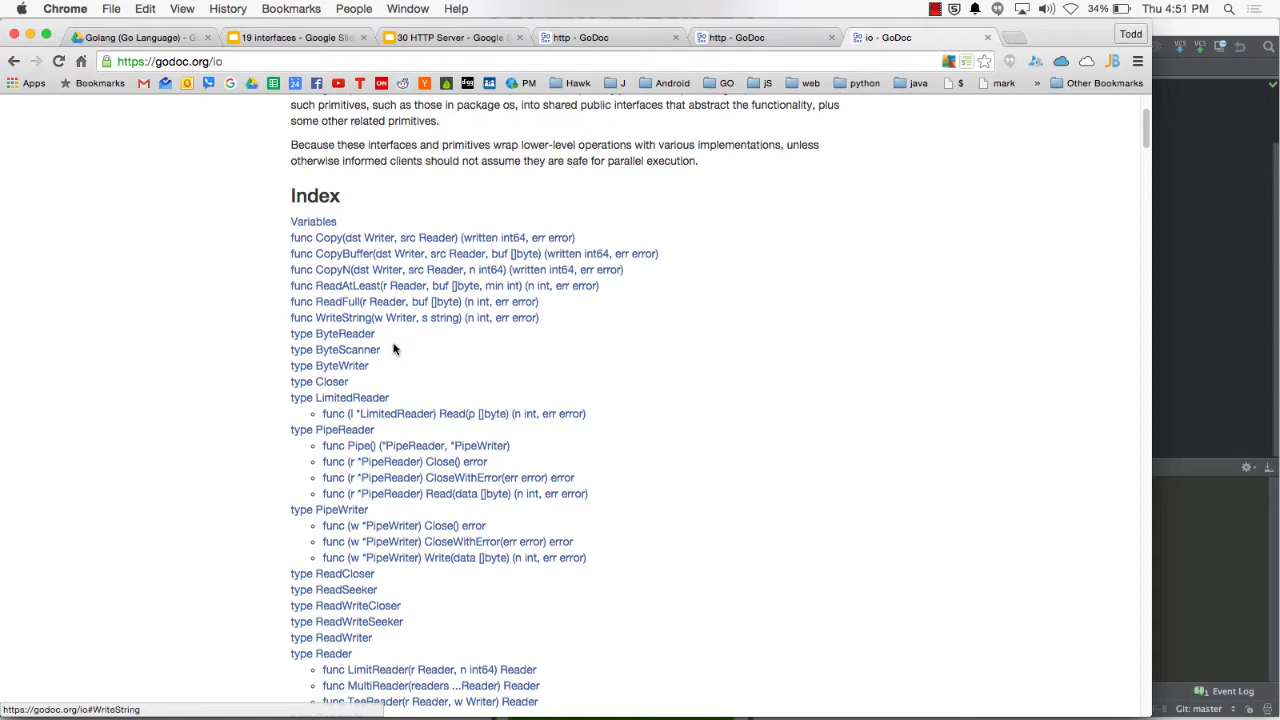 Chrome File Edit View History Bookmarks People Window Help 34% Thu 4:51 PM
Golang (Go Language) - Go 19 interfaces - Google Slid 30 HTTP Server - Google S http - GoDoc http - GoDoc io - GoDoc Todd
https://godoc.org/io
Apps Bookmarks 24 CNN PM Hawk J Android GO jS web python java $ mark » Other Bookmarks
such primitives, such as those in package os, into shared public interfaces that abstract the functionality, plus
some other related primitives.
Because these interfaces and primitives wrap lower-level operations with various implementations, unless
otherwise informed clients should not assume they are safe for parallel execution.
Index
Variables
func Copy(dst Writer, src Reader) (written int64, err error)
func CopyBuffer(dst Writer, src Reader, buf []byte) (written int64, err error)
func CopyN(dst Writer, src Reader, n int64) (written int64, err error)
func ReadAtLeast(r Reader, buf []byte, min int) (n int, err error)
func ReadFull(r Reader, buf []byte) (n int, err error)
func WriteString(w Writer, s string) (n int, err error)
type ByteReader
type ByteScanner
type ByteWriter
type Closer
type LimitedReader
func (l *LimitedReader) Read(p []byte) (n int, err error)
type PipeReader
func Pipe() (*PipeReader, *PipeWriter)
func (r *PipeReader) Close() error
func (r *PipeReader) CloseWithError(err error) error
func (r *PipeReader) Read(data []byte) (n int, err error)
type PipeWriter
func (w *PipeWriter) Close() error
func (w *PipeWriter) CloseWithError(err error) error
func (w *PipeWriter) Write(data []byte) (n int, err error)
type ReadCloser
type ReadSeeker
type ReadWriteCloser
type ReadWriteSeeker
type ReadWriter
type Reader
func LimitReader(r Reader, n int64) Reader
func MultiReader(readers ...Reader) Reader
func TeeReader(r Reader, w Writer) Reader
https://godoc.org/io#WriteString
1 Event Log
Git: master